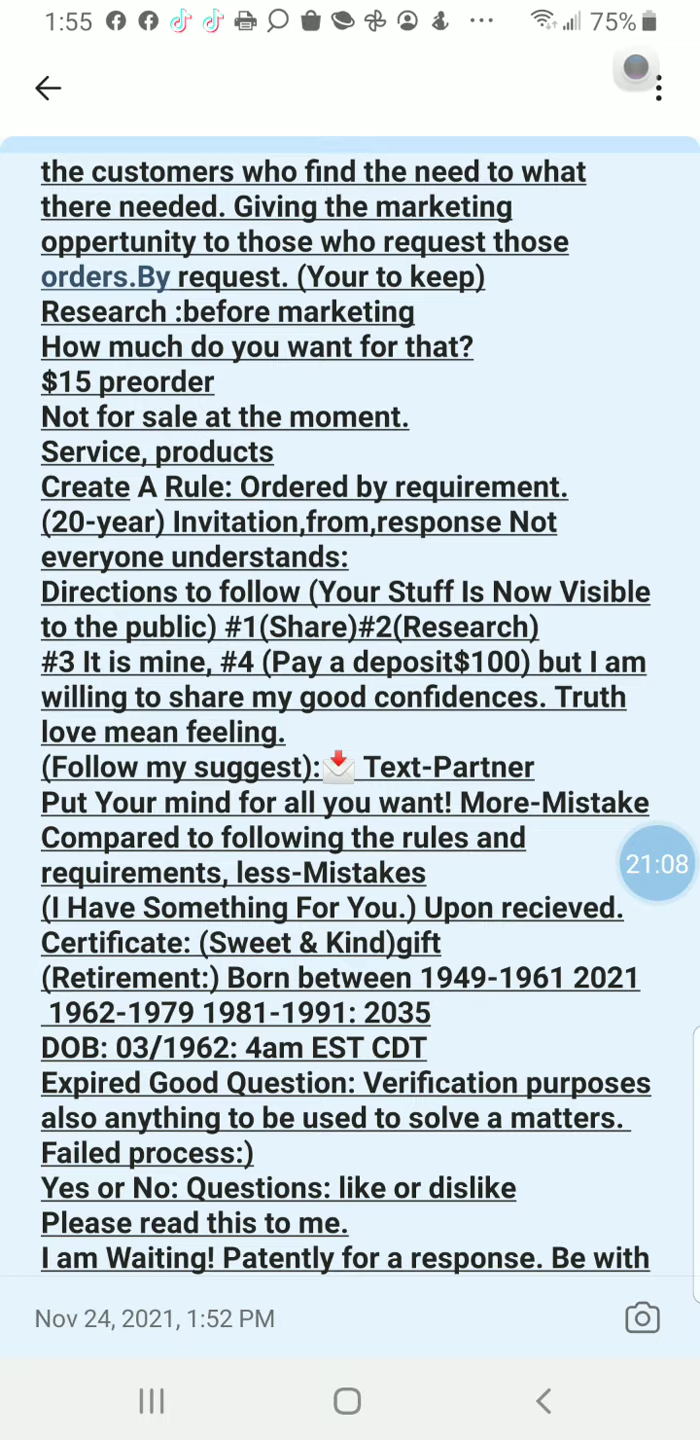 1:55 75%
the customers who find the need to what
there needed. Giving the marketing
oppertunity to those who request those
orders.By request. (Your to keep)
Research :before marketing
How much do you want for that?
$15 preorder
Not for sale at the moment.
Service, products
Create A Rule: Ordered by requirement.
(20-year) Invitation,from,response Not
everyone understands:
Directions to follow (Your Stuff Is Now Visible
to the public) #1(Share)#2(Research)
#3 It is mine, #4 (Pay a deposit$100) but I am
willing to share my good confidences. Truth
love mean feeling.
(Follow my suggest):📩 Text-Partner
Put Your mind for all you want! More-Mistake
Compared to following the rules and
requirements, less-Mistakes
21:08
(I Have Something For You.) Upon recieved.
Certificate: (Sweet & Kind)gift
(Retirement:) Born between 1949-1961 2021
1962-1979 1981-1991: 2035
DOB: 03/1962: 4am EST CDT
Expired Good Question: Verification purposes
also anything to be used to solve a matters.
Failed process:)
Yes or No: Questions: like or dislike
Please read this to me.
I am Waiting! Patently for a response. Be with
Nov 24, 2021, 1:52 PM